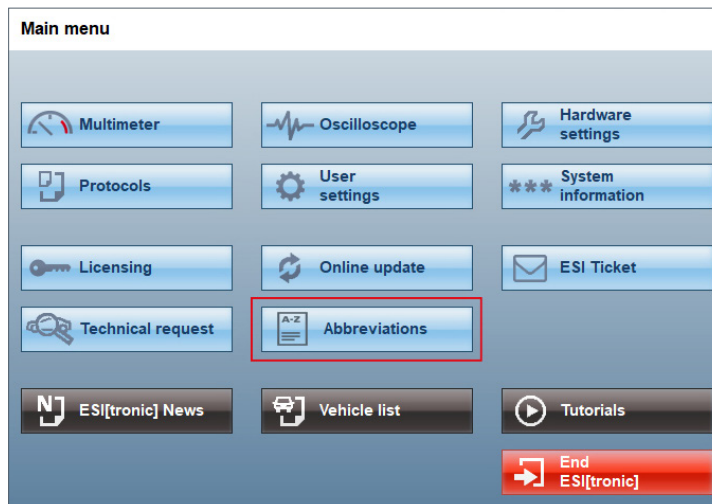 Main menu
Multimeter
Oscilloscope
Hardware
settings
Protocols
User
settings
***
System
information
Licensing
Online update
ESI Ticket
Technical request
A-Z
Abbreviations
N
ESI[tronic] News
Vehicle list
Tutorials
End
ESI[tronic]